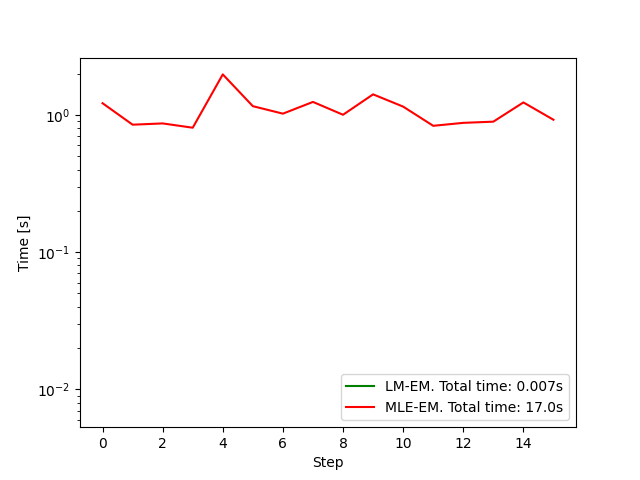 Time [s]
10^0
10^-1
10^-2
LM-EM. Total time: 0.007s
MLE-EM. Total time: 17.0s
0 2 4 6 8 10 12 14
Step